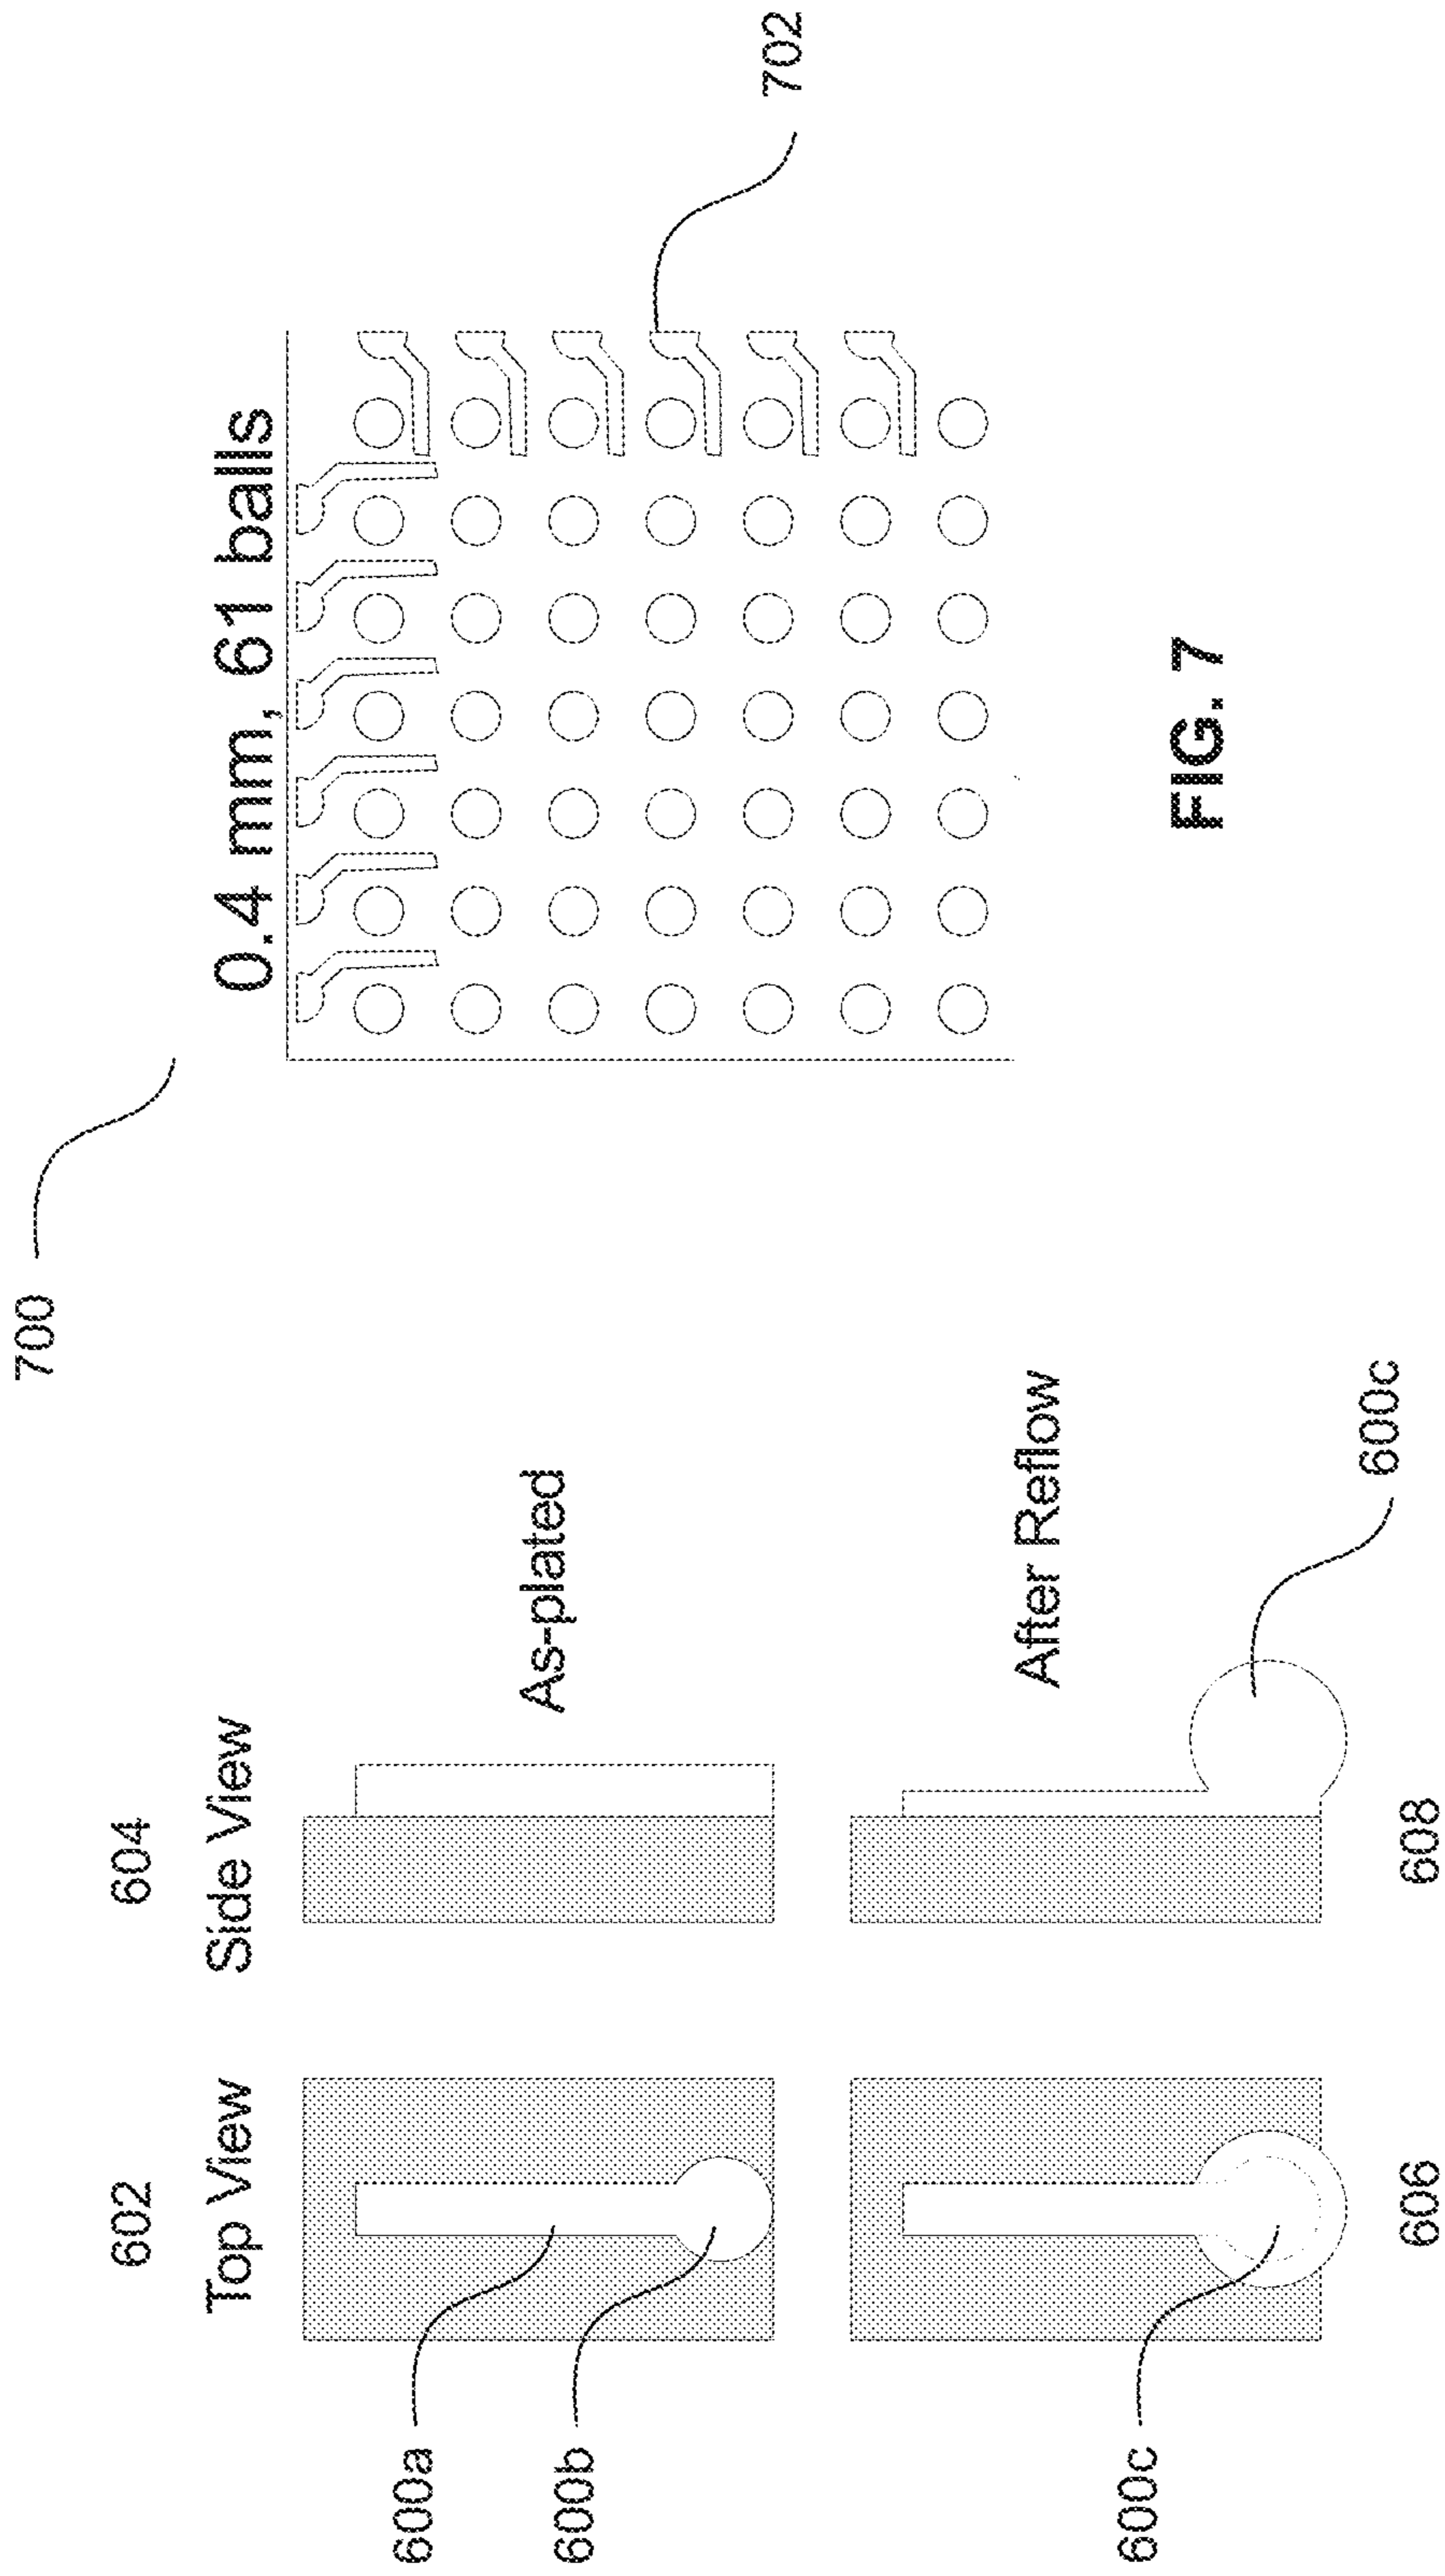 602
604
Top View
Side View
600a
600b
As-plated
600c
After Reflow
600c
606
608
700
0.4 mm, 61 balls
702
FIG. 7